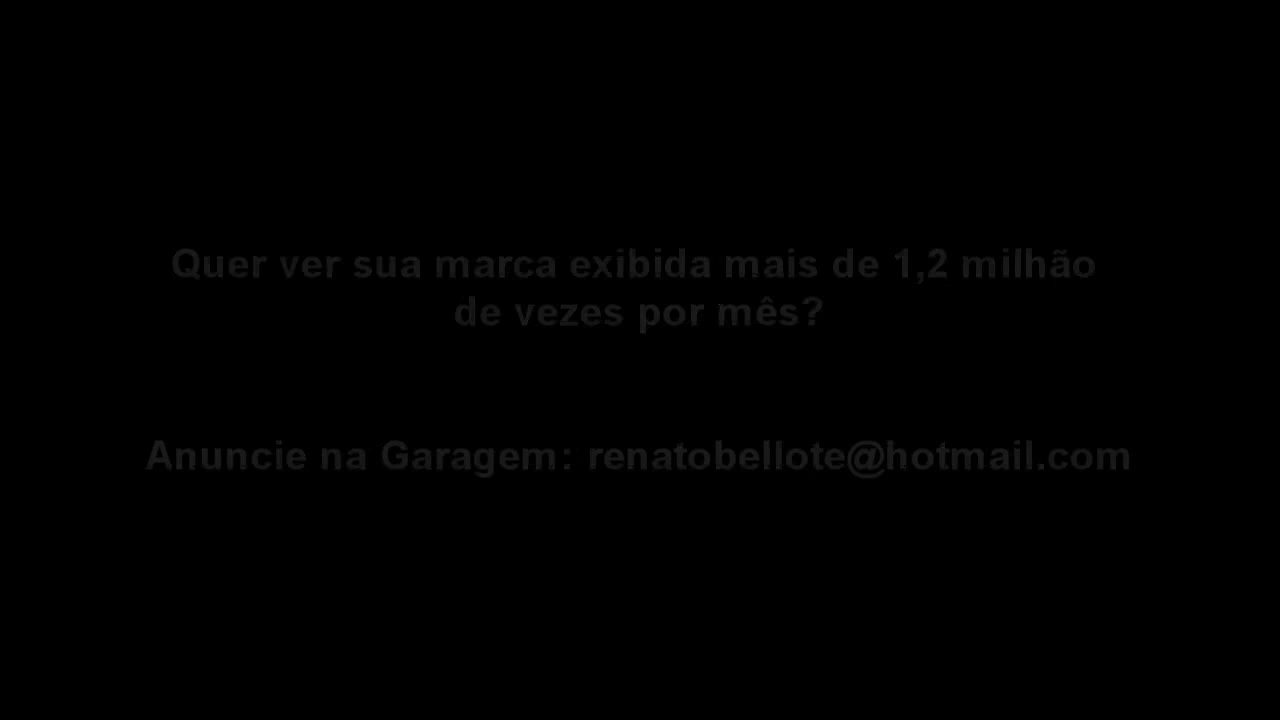 Quer ver sua marca exibida mais de 1,2 milhão
de vezes por mês?
Anuncie na Garagem: renatobellote@hotmail.com